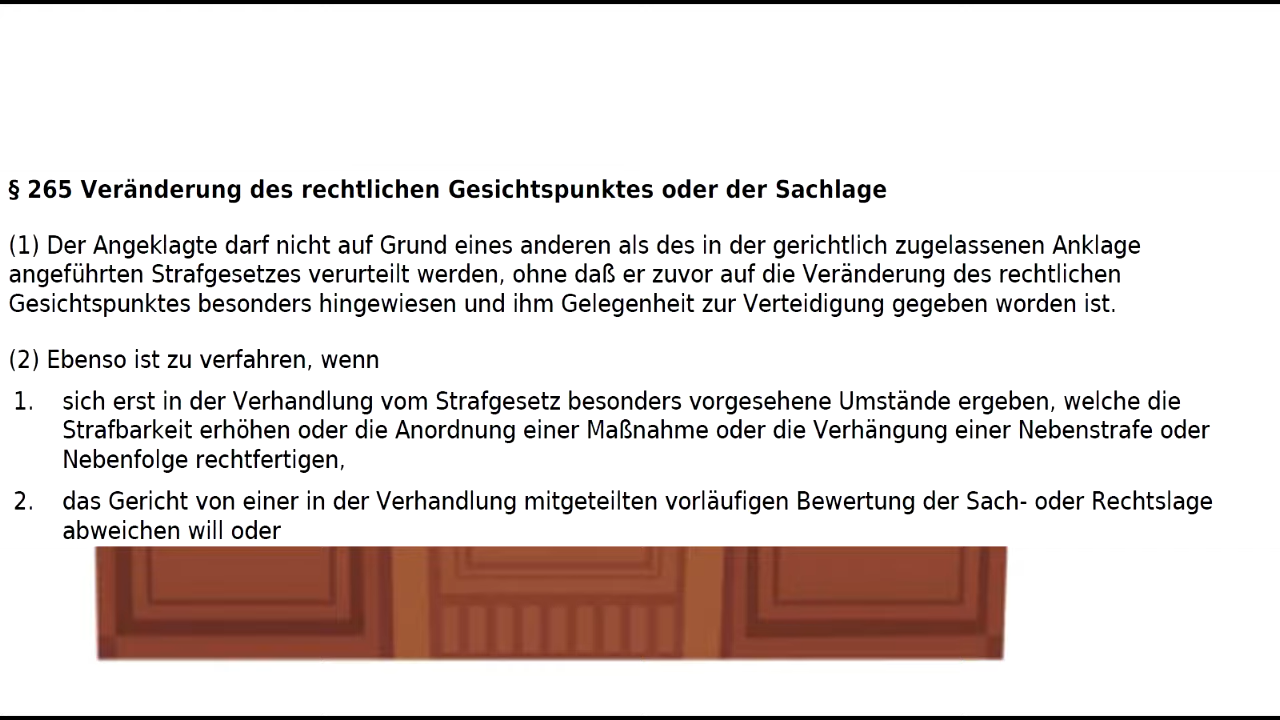 § 265 Veränderung des rechtlichen Gesichtspunktes oder der Sachlage
(1) Der Angeklagte darf nicht auf Grund eines anderen als des in der gerichtlich zugelassenen Anklage
angeführten Strafgesetzes verurteilt werden, ohne daß er zuvor auf die Veränderung des rechtlichen
Gesichtspunktes besonders hingewiesen und ihm Gelegenheit zur Verteidigung gegeben worden ist.
(2) Ebenso ist zu verfahren, wenn
1. sich erst in der Verhandlung vom Strafgesetz besonders vorgesehene Umstände ergeben, welche die
Strafbarkeit erhöhen oder die Anordnung einer Maßnahme oder die Verhängung einer Nebenstrafe oder
Nebenfolge rechtfertigen,
2. das Gericht von einer in der Verhandlung mitgeteilten vorläufigen Bewertung der Sach- oder Rechtslage
abweichen will oder